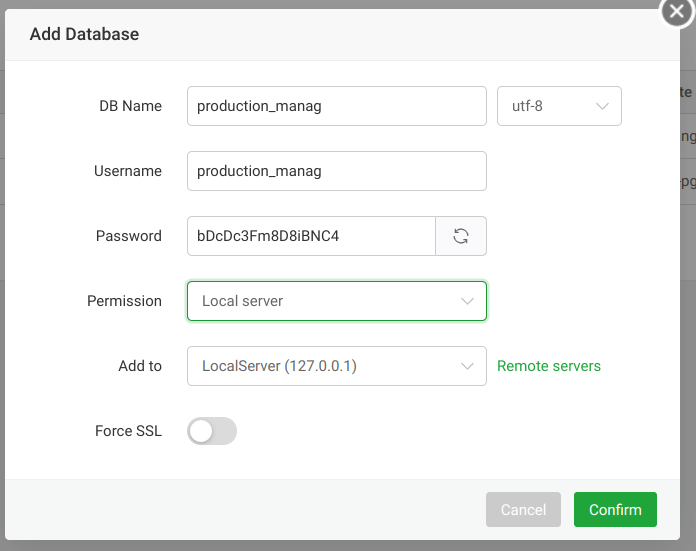 Add Database
DB Name production_manag utf-8
Username production_manag
Password bDcDc3Fm8D8iBNC4
Permission Local server
Add to LocalServer (127.0.0.1) Remote servers
Force SSL
Cancel Confirm